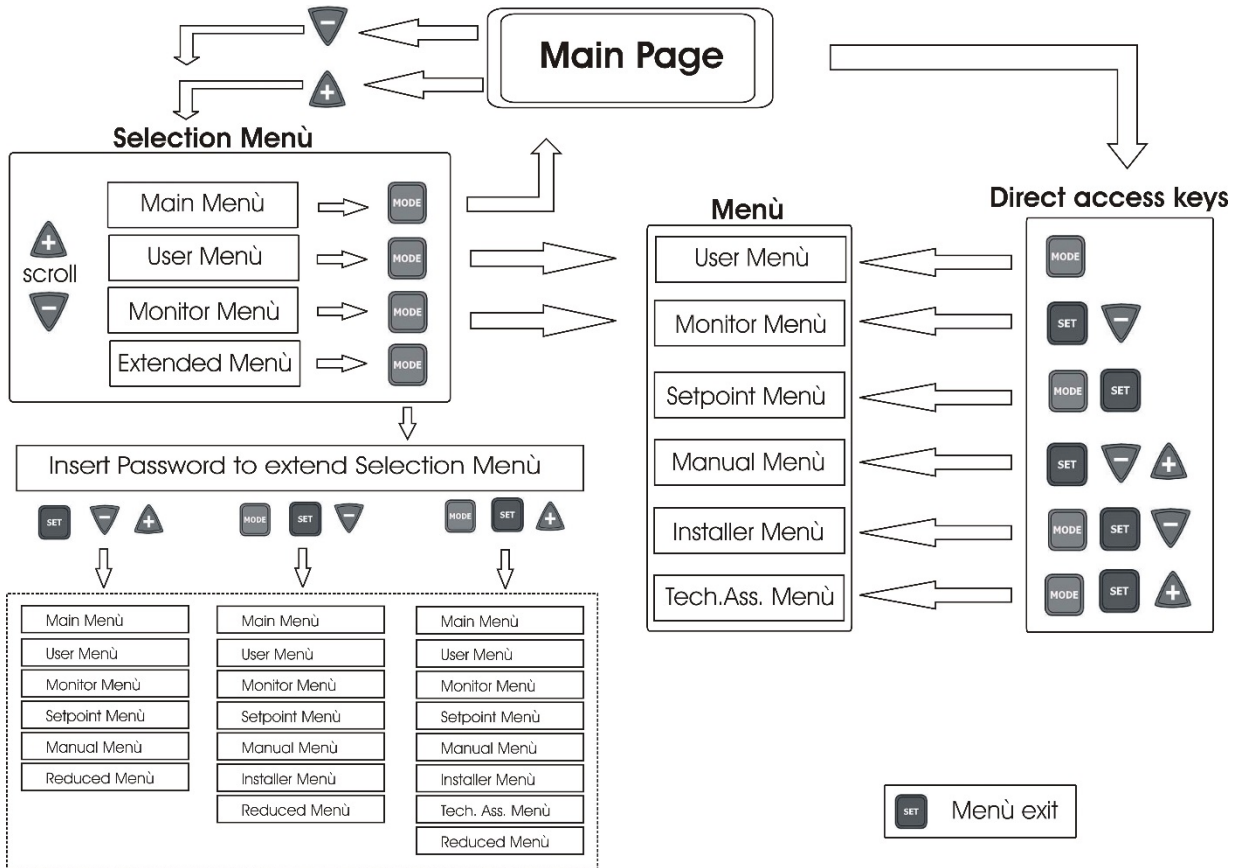 Main Page
−
+
Selection Menù
+
scroll
−
Main Menù
MODE
User Menù
MODE
Monitor Menù
MODE
Extended Menù
MODE
Insert Password to extend Selection Menù
SET − +
MODE SET −
MODE SET +
Main Menù
User Menù
Monitor Menù
Setpoint Menù
Manual Menù
Reduced Menù
Main Menù
User Menù
Monitor Menù
Setpoint Menù
Manual Menù
Installer Menù
Reduced Menù
Main Menù
User Menù
Monitor Menù
Setpoint Menù
Manual Menù
Installer Menù
Tech. Ass. Menù
Reduced Menù
Menù
User Menù
Monitor Menù
Setpoint Menù
Manual Menù
Installer Menù
Tech.Ass. Menù
Direct access keys
MODE
SET −
MODE SET
SET − +
MODE SET −
MODE SET +
SET Menù exit